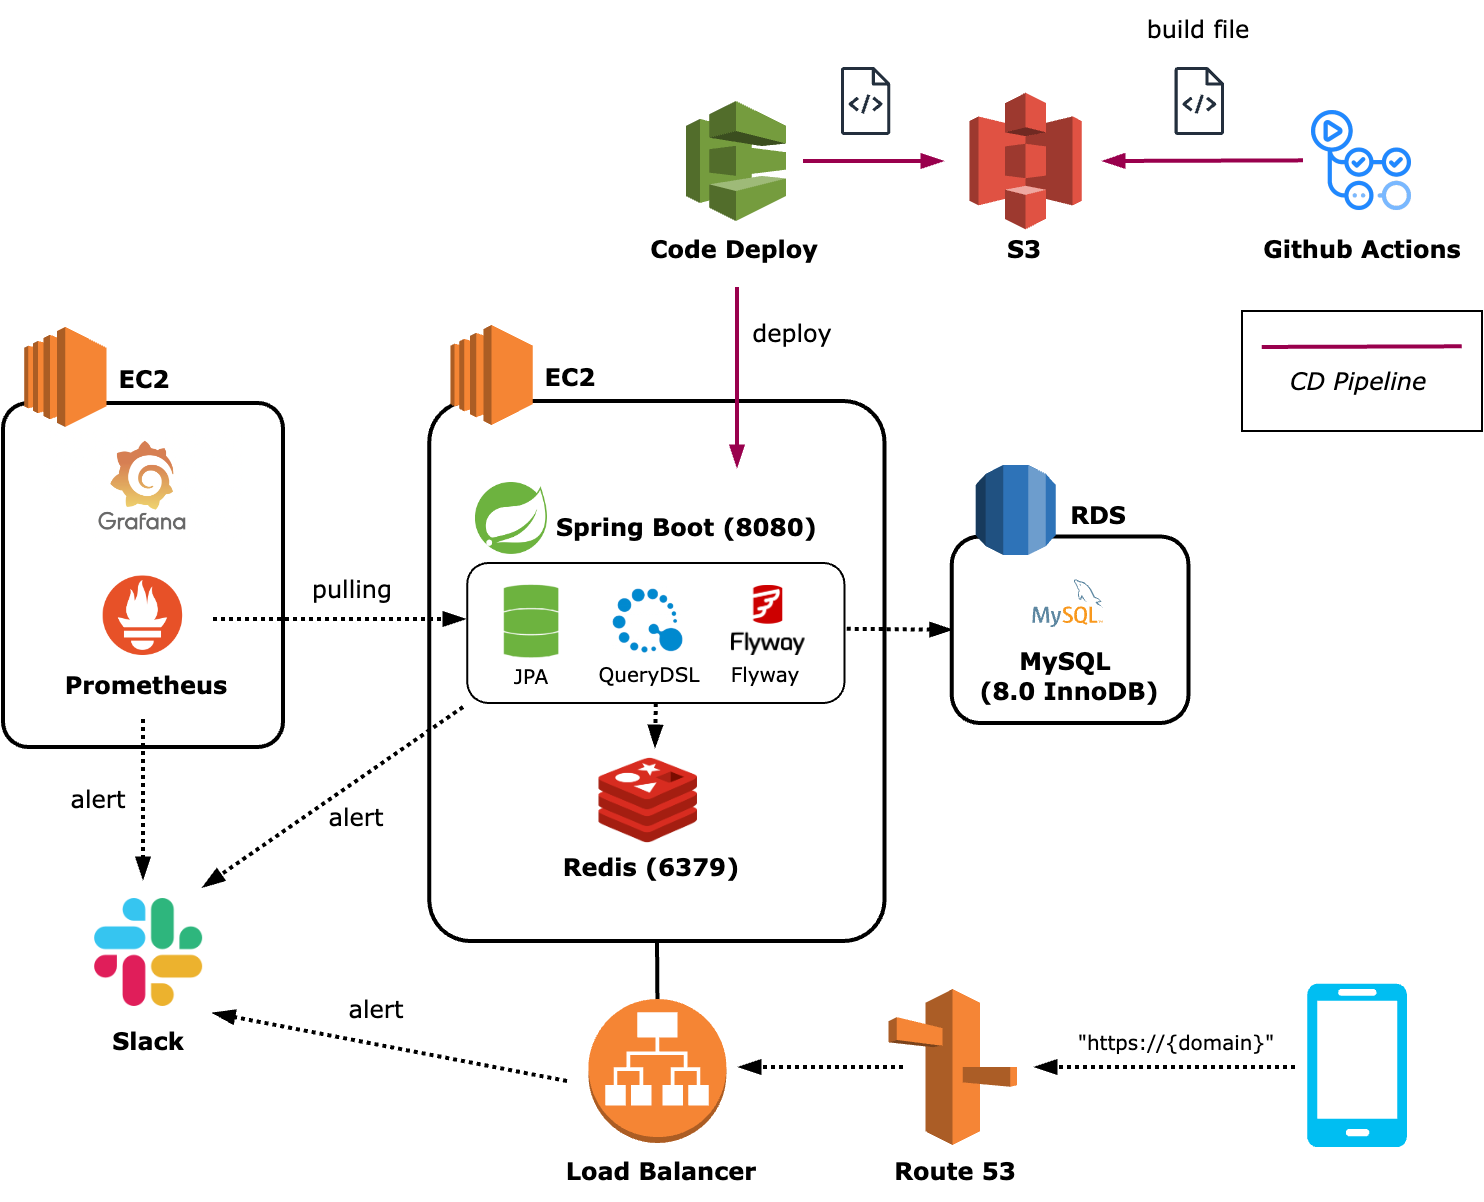 build file
</>
</>
Code Deploy
S3
Github Actions
deploy
CD Pipeline
EC2
EC2
Grafana
Spring Boot (8080)
RDS
pulling
Prometheus
JPA
QueryDSL
Flyway
Flyway
MySQL
MySQL
(8.0 InnoDB)
alert
alert
Redis (6379)
Slack
alert
"https://{domain}"
Load Balancer
Route 53